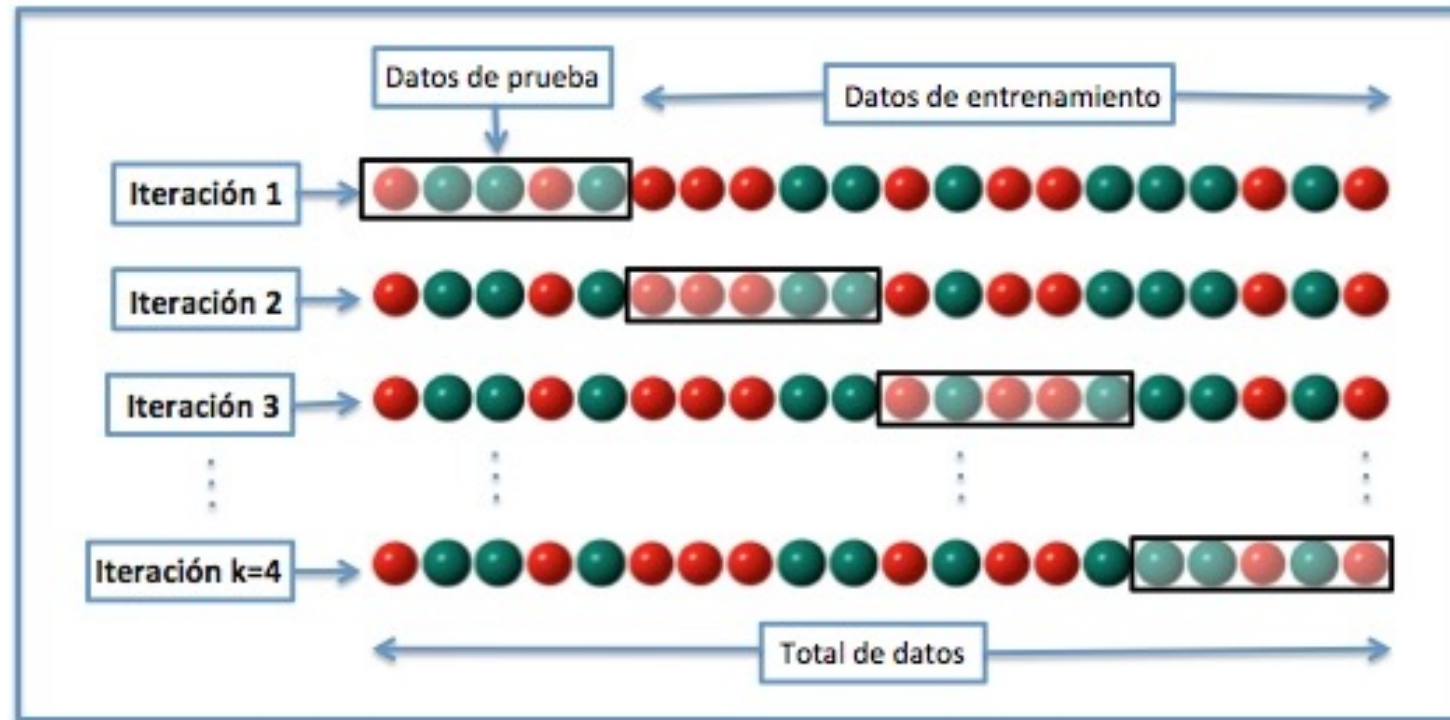 Datos de prueba
Datos de entrenamiento
Iteración 1
Iteración 2
Iteración 3
Iteración k=4
Total de datos